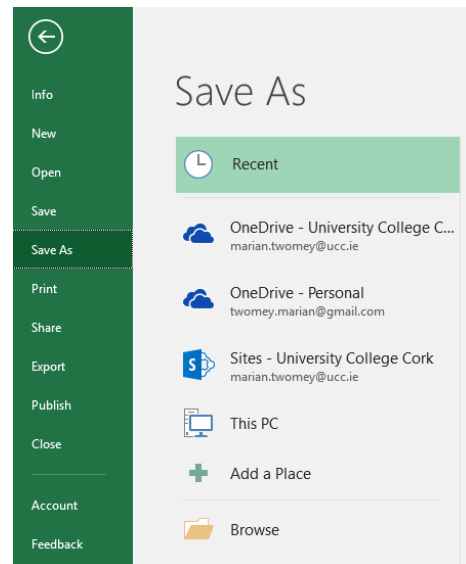 Info
New
Open
Save
Save As
Print
Share
Export
Publish
Close
Account
Feedback
Save As
Recent
OneDrive - University College C...
marian.twomey@ucc.ie
OneDrive - Personal
twomey.marian@gmail.com
Sites - University College Cork
marian.twomey@ucc.ie
This PC
Add a Place
Browse